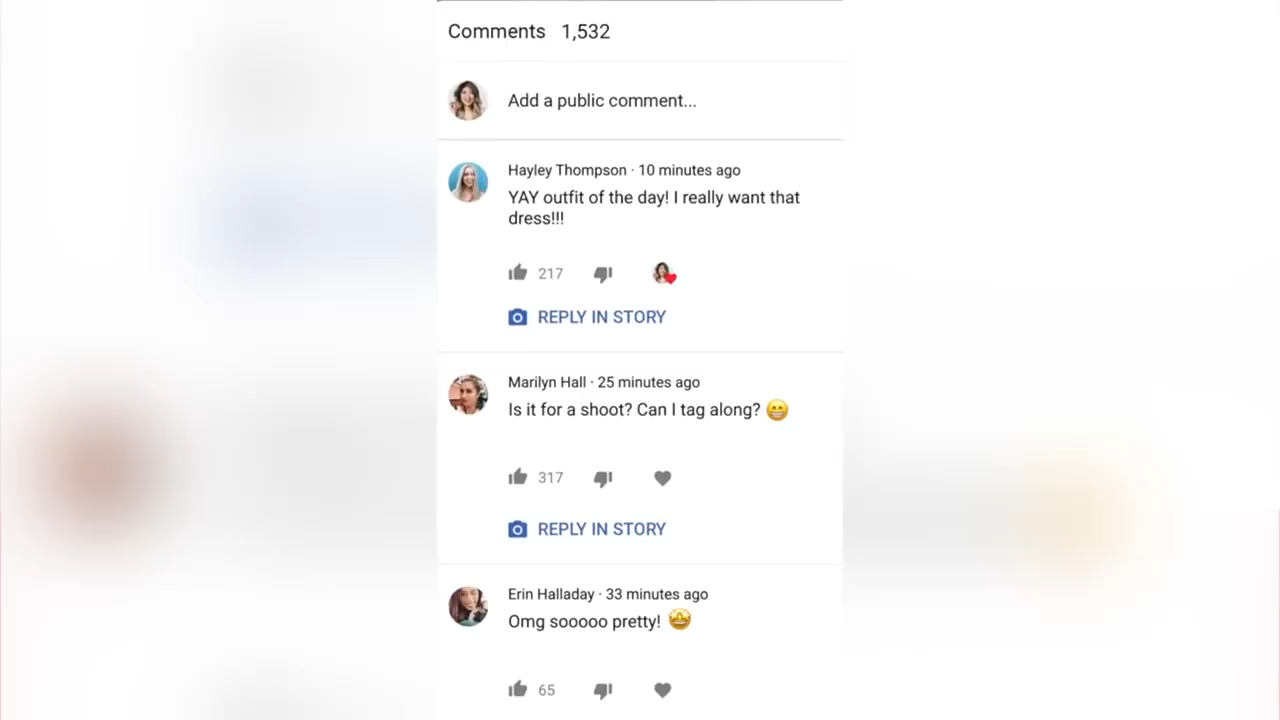 Comments 1,532
Add a public comment...
Hayley Thompson · 10 minutes ago
YAY outfit of the day! I really want that
dress!!!
217
REPLY IN STORY
Marilyn Hall · 25 minutes ago
Is it for a shoot? Can I tag along? 😁
317
REPLY IN STORY
Erin Halladay · 33 minutes ago
Omg sooooo pretty! 🤩
65